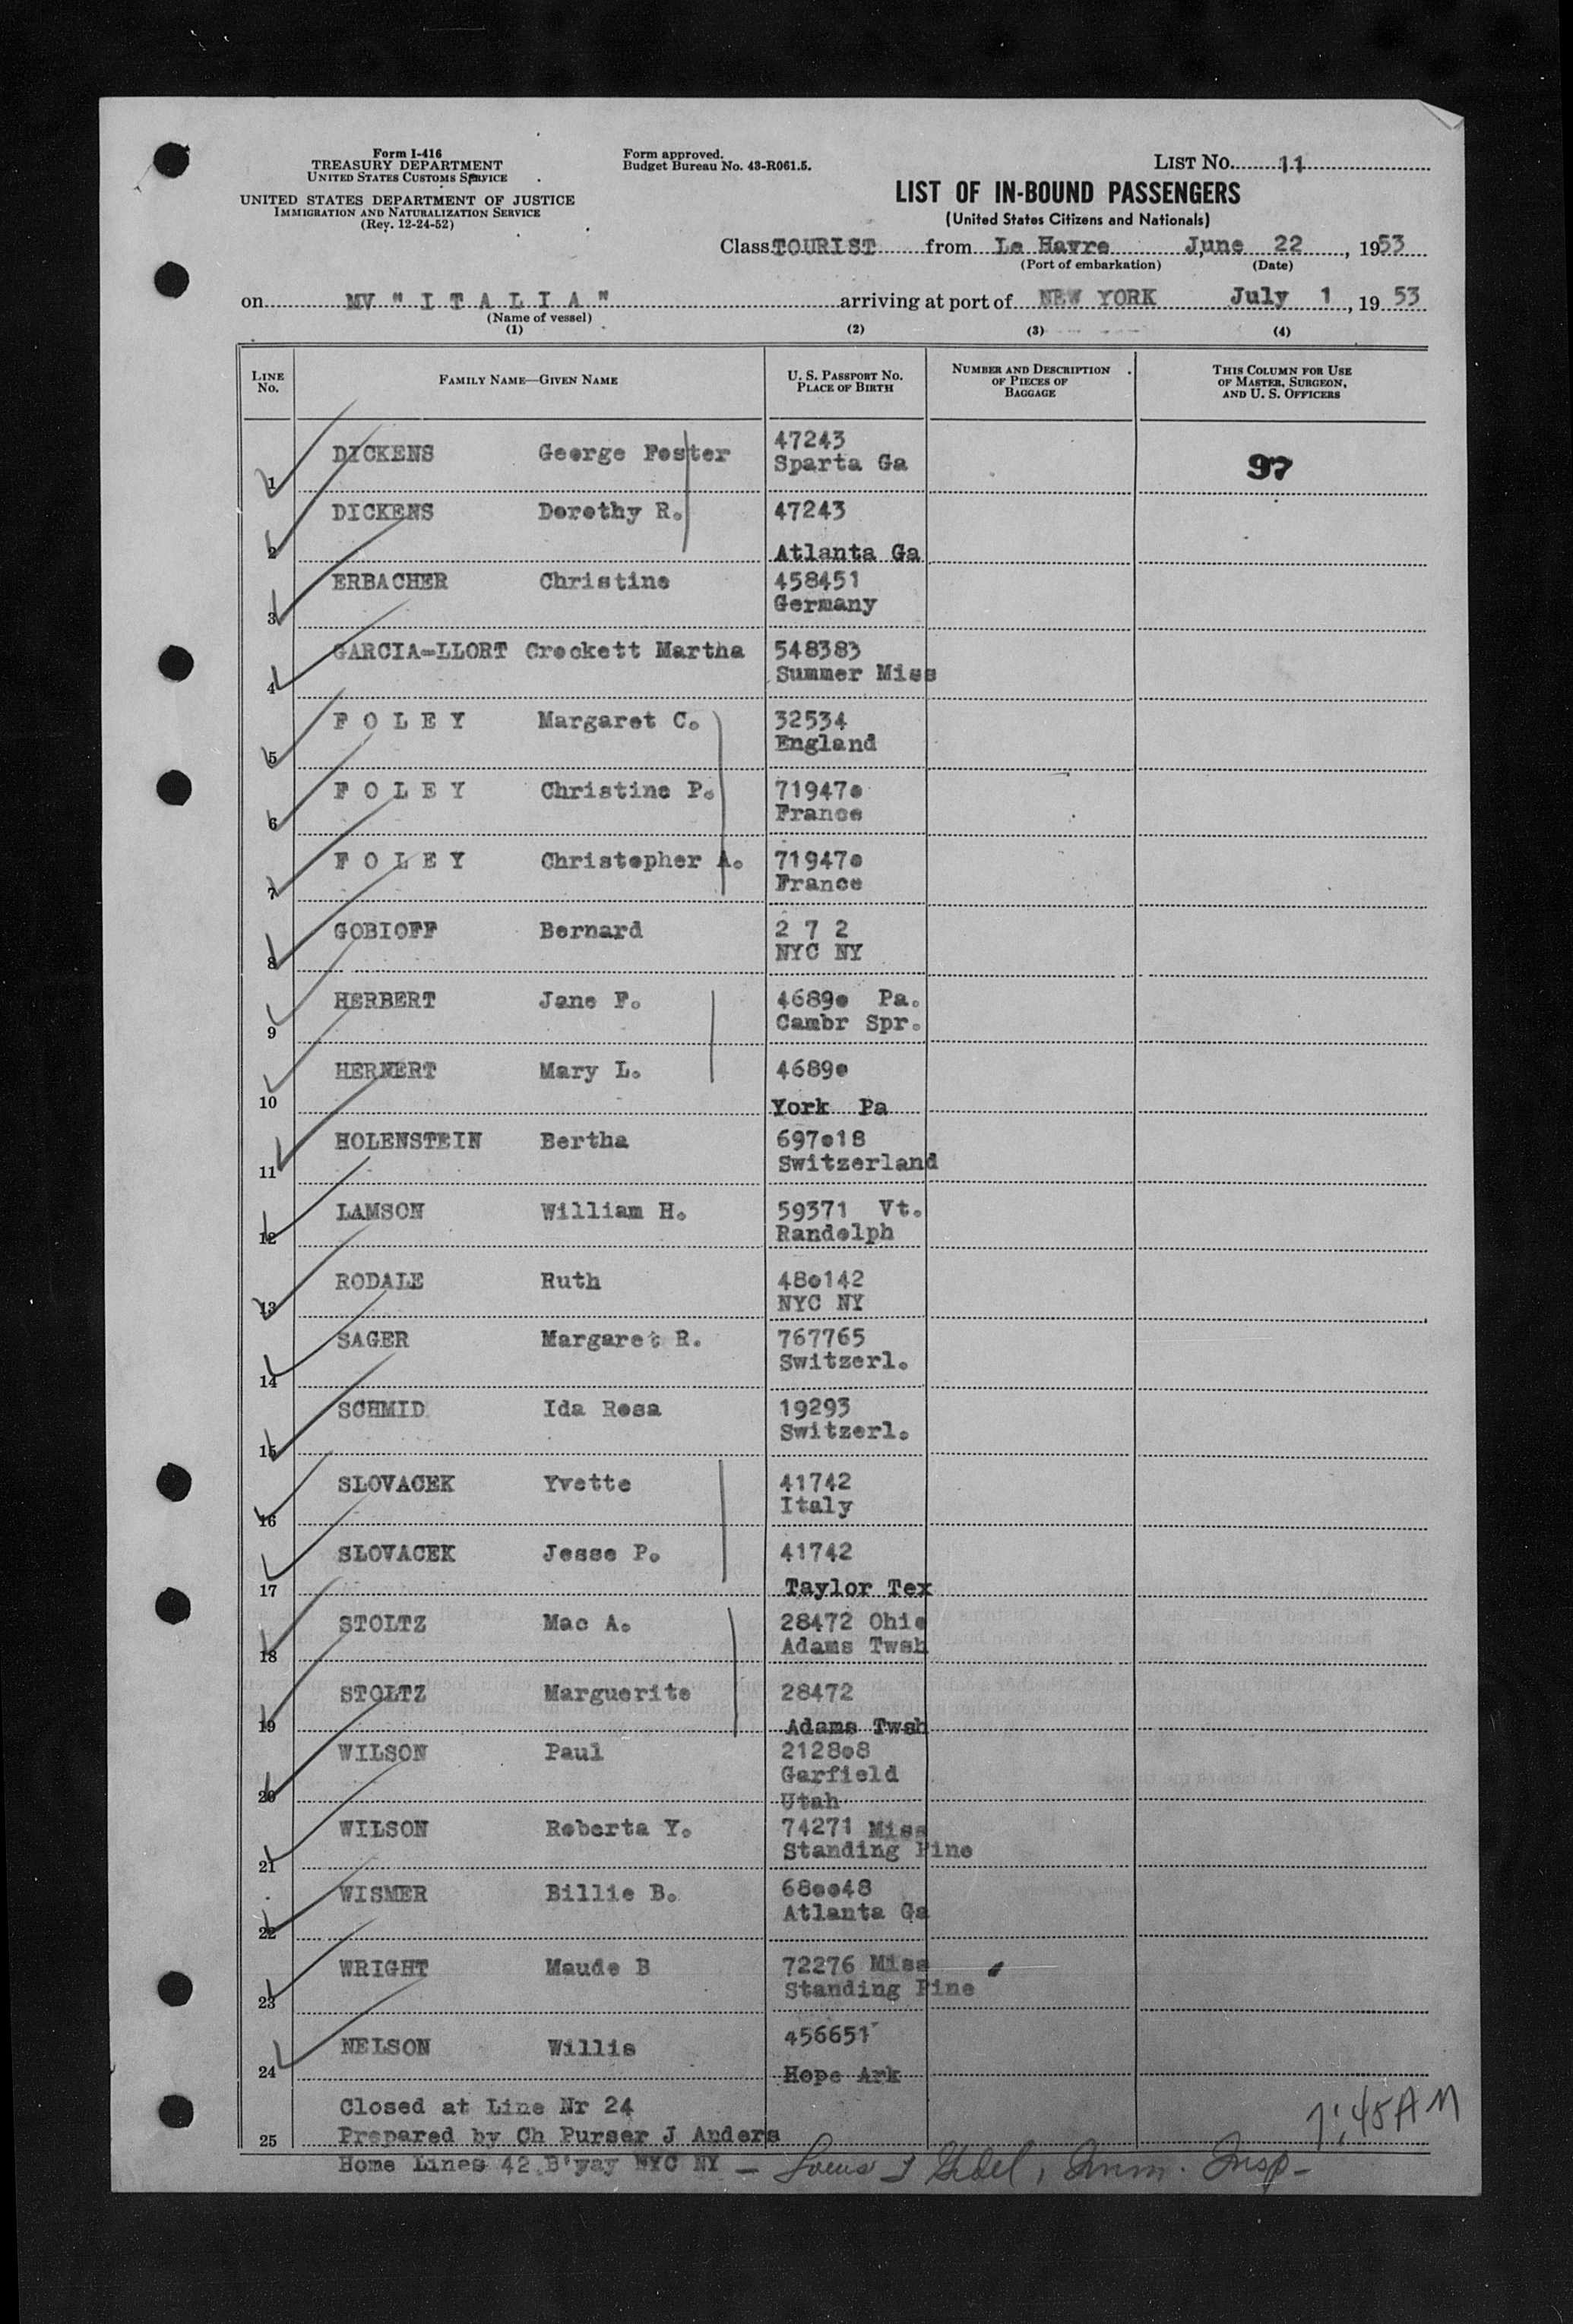 Form I-416
TREASURY DEPARTMENT
UNITED STATES CUSTOMS SERVICE
UNITED STATES DEPARTMENT OF JUSTICE
IMMIGRATION AND NATURALIZATION SERVICE
(Rev. 12-24-52)
Form approved.
Budget Bureau No. 43-R061.5.
LIST NO. 11
LIST OF IN-BOUND PASSENGERS
(United States Citizens and Nationals)
Class TOURIST from Le Havre June 22, 1953
(Port of embarkation) (Date)
on MV " I T A L I A " arriving at port of NEW YORK July 1, 1953
(Name of vessel)
(1) (2) (3) (4)
LINE NO. FAMILY NAME—GIVEN NAME U. S. PASSPORT NO. PLACE OF BIRTH NUMBER AND DESCRIPTION OF PIECES OF BAGGAGE THIS COLUMN FOR USE OF MASTER, SURGEON, AND U. S. OFFICERS
1 DICKENS George Foster 47243
Sparta Ga 97
2 DICKENS Dorothy R. 47243
Atlanta Ga
3 ERBACHER Christine 458451
Germany
4 GARCIA-LLORT Crockett Martha 548383
Summer Miss
5 F O L E Y Margaret C. 32534
England
6 F O L E Y Christine P. 719470
France
7 F O L E Y Christopher A. 719470
France
8 GOBIOFF Bernard 2 7 2
NYC NY
9 HERBERT Jane F. 46890 Pa.
Cambr Spr.
10 HERNERT Mary L. 46890
York Pa
11 HOLENSTEIN Bertha 697018
Switzerland
12 LAMSON William H. 59371 Vt.
Randolph
13 RODALE Ruth 480142
NYC NY
14 SAGER Margaret R. 767765
Switzerl.
15 SCHMID Ida Rosa 19293
Switzerl.
16 SLOVACEK Yvette 41742
Italy
17 SLOVACEK Jesse P. 41742
Taylor Tex
18 STOLTZ Mac A. 28472 Ohio
Adams Twsh
19 STOLTZ Marguerite 28472
Adams Twsh
20 WILSON Paul 212808
Garfield
Utah
21 WILSON Roberta Y. 74271 Miss
Standing Pine
22 WISMER Billie B. 680048
Atlanta Ga
23 WRIGHT Maude B 72276 Miss
Standing Pine
24 NELSON Willis 456651
Hope Ark
Closed at Line Nr 24
7:45 AM
25 Prepared by Ch Purser J Anders
Home Lines 42 B'way NYC NY — Imm. Insp-